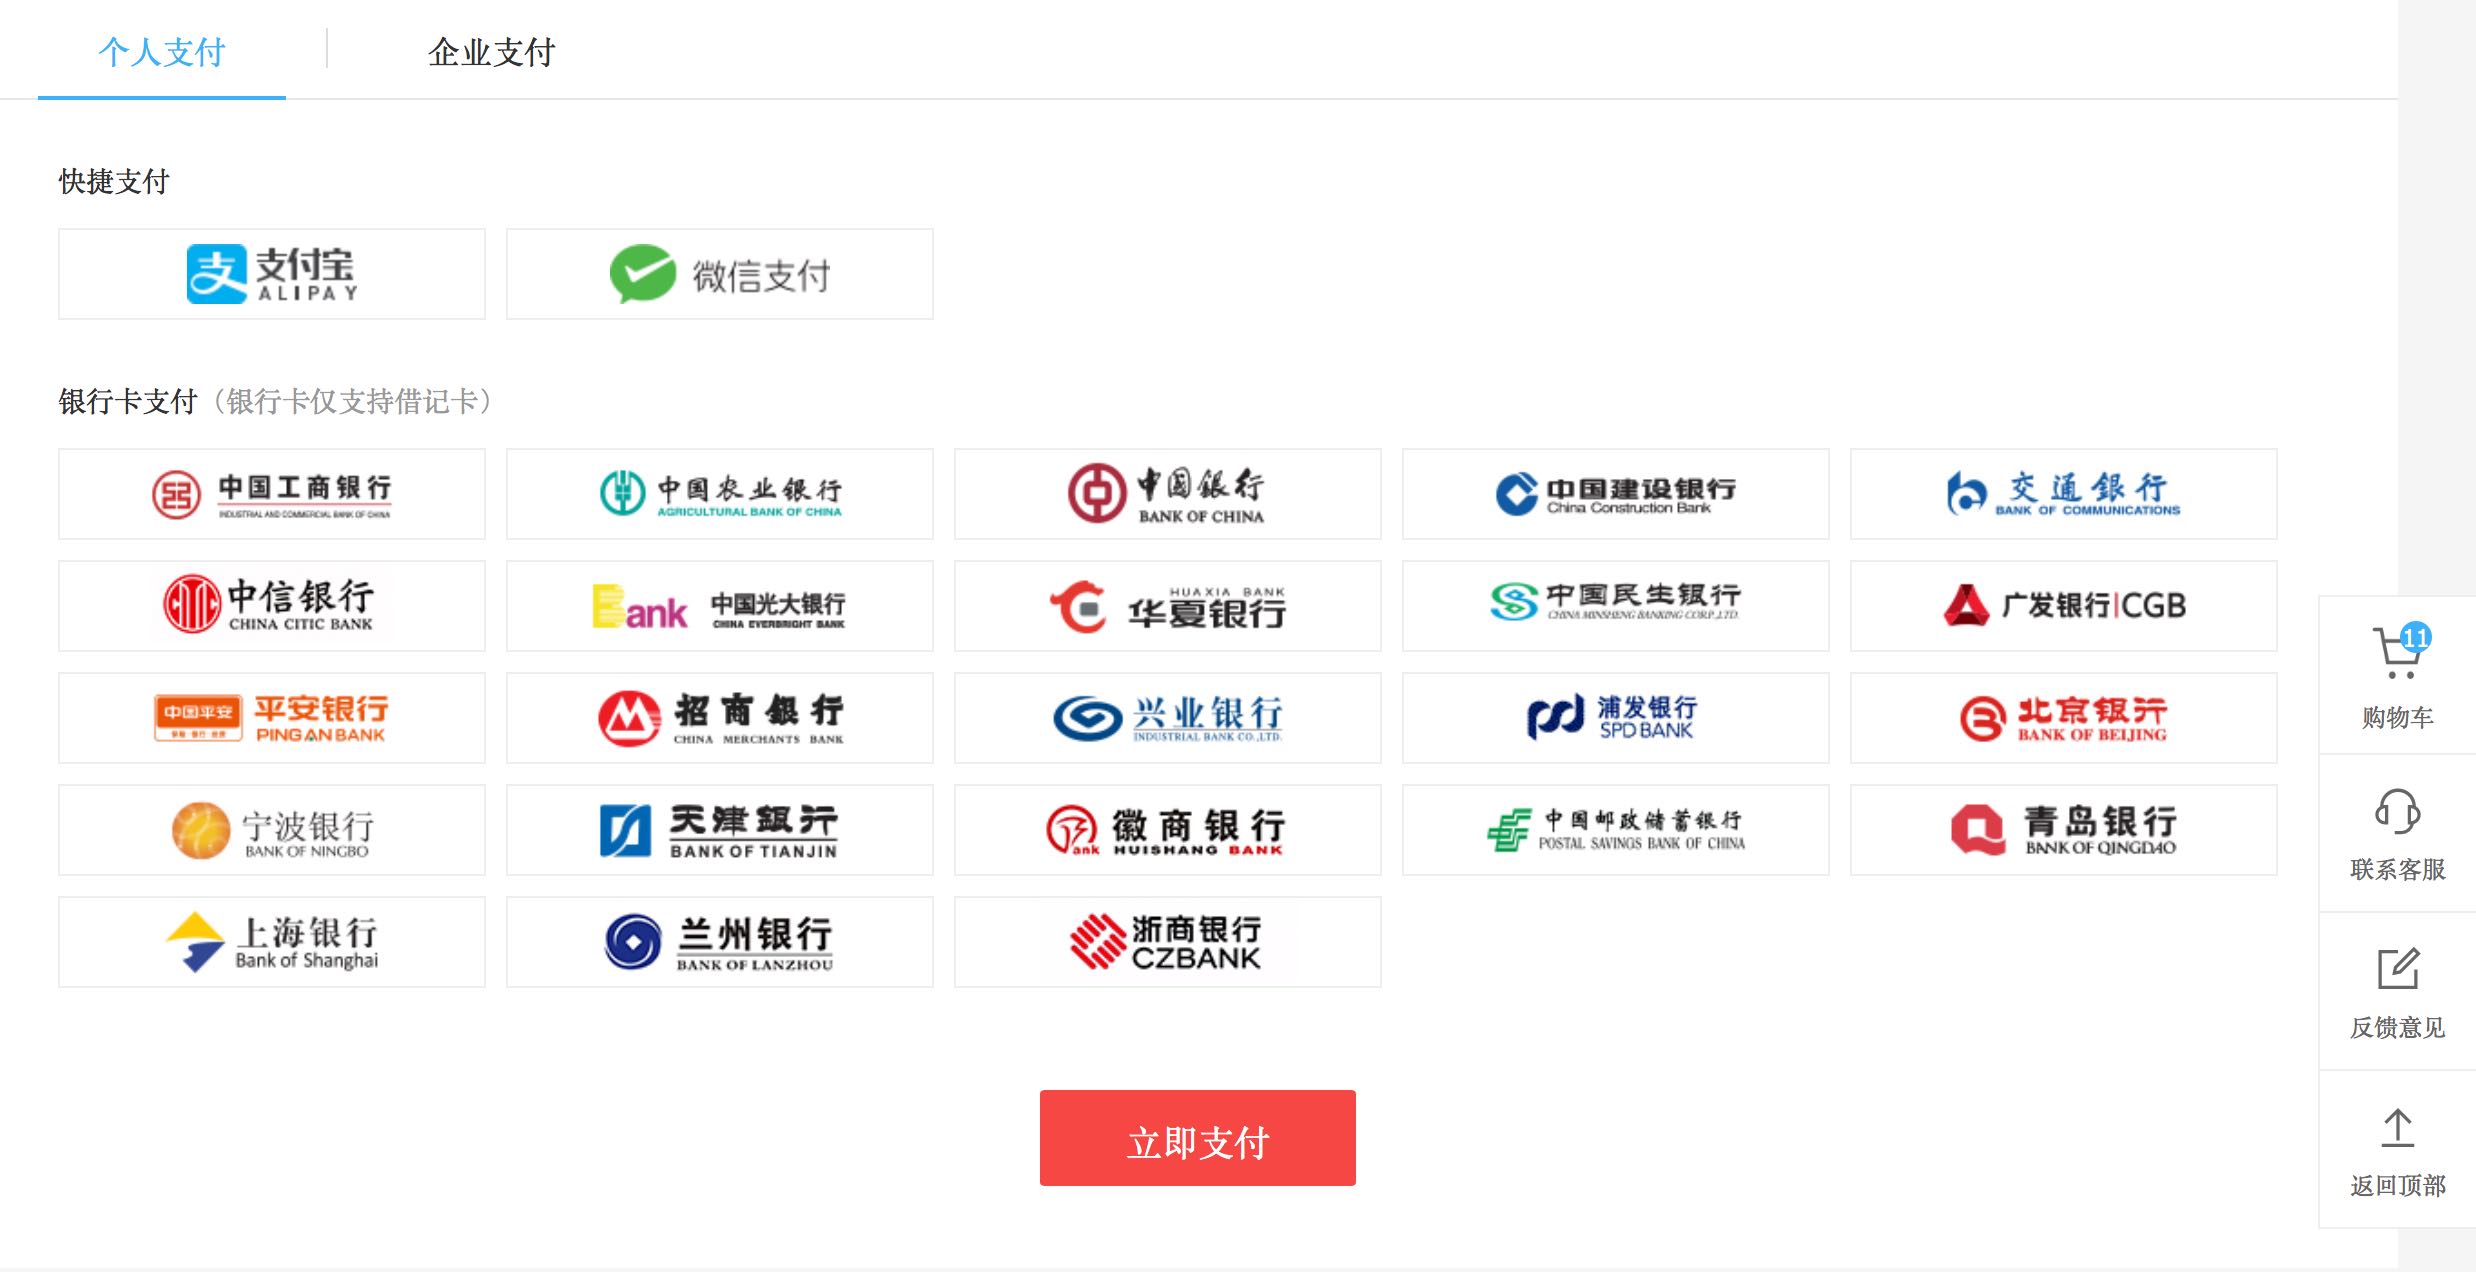 个人支付
企业支付
快捷支付
支付宝
ALIPAY
微信支付
银行卡支付（银行卡仅支持借记卡）
中国工商银行
INDUSTRIAL AND COMMERCIAL BANK OF CHINA
中国农业银行
AGRICULTURAL BANK OF CHINA
中国銀行
BANK OF CHINA
中国建设银行
China Construction Bank
交通銀行
BANK OF COMMUNICATIONS
中信银行
CHINA CITIC BANK
Bank
中国光大银行
CHINA EVERBRIGHT BANK
HUAXIA BANK
华夏银行
中国民生银行
CHINA MINSHENG BANKING CORP.,LTD.
广发银行|CGB
中国平安
保险·银行·投资
平安银行
PING AN BANK
招商銀行
CHINA MERCHANTS BANK
兴业银行
INDUSTRIAL BANK CO.,LTD.
浦发银行
SPD BANK
北京银行
BANK OF BEIJING
宁波银行
BANK OF NINGBO
天津銀行
BANK OF TIANJIN
ank
徽商银行
HUISHANG BANK
中国邮政储蓄银行
POSTAL SAVINGS BANK OF CHINA
青岛银行
BANK OF QINGDAO
上海银行
Bank of Shanghai
兰州银行
BANK OF LANZHOU
浙商银行
CZBANK
立即支付
11
购物车
联系客服
反馈意见
返回顶部